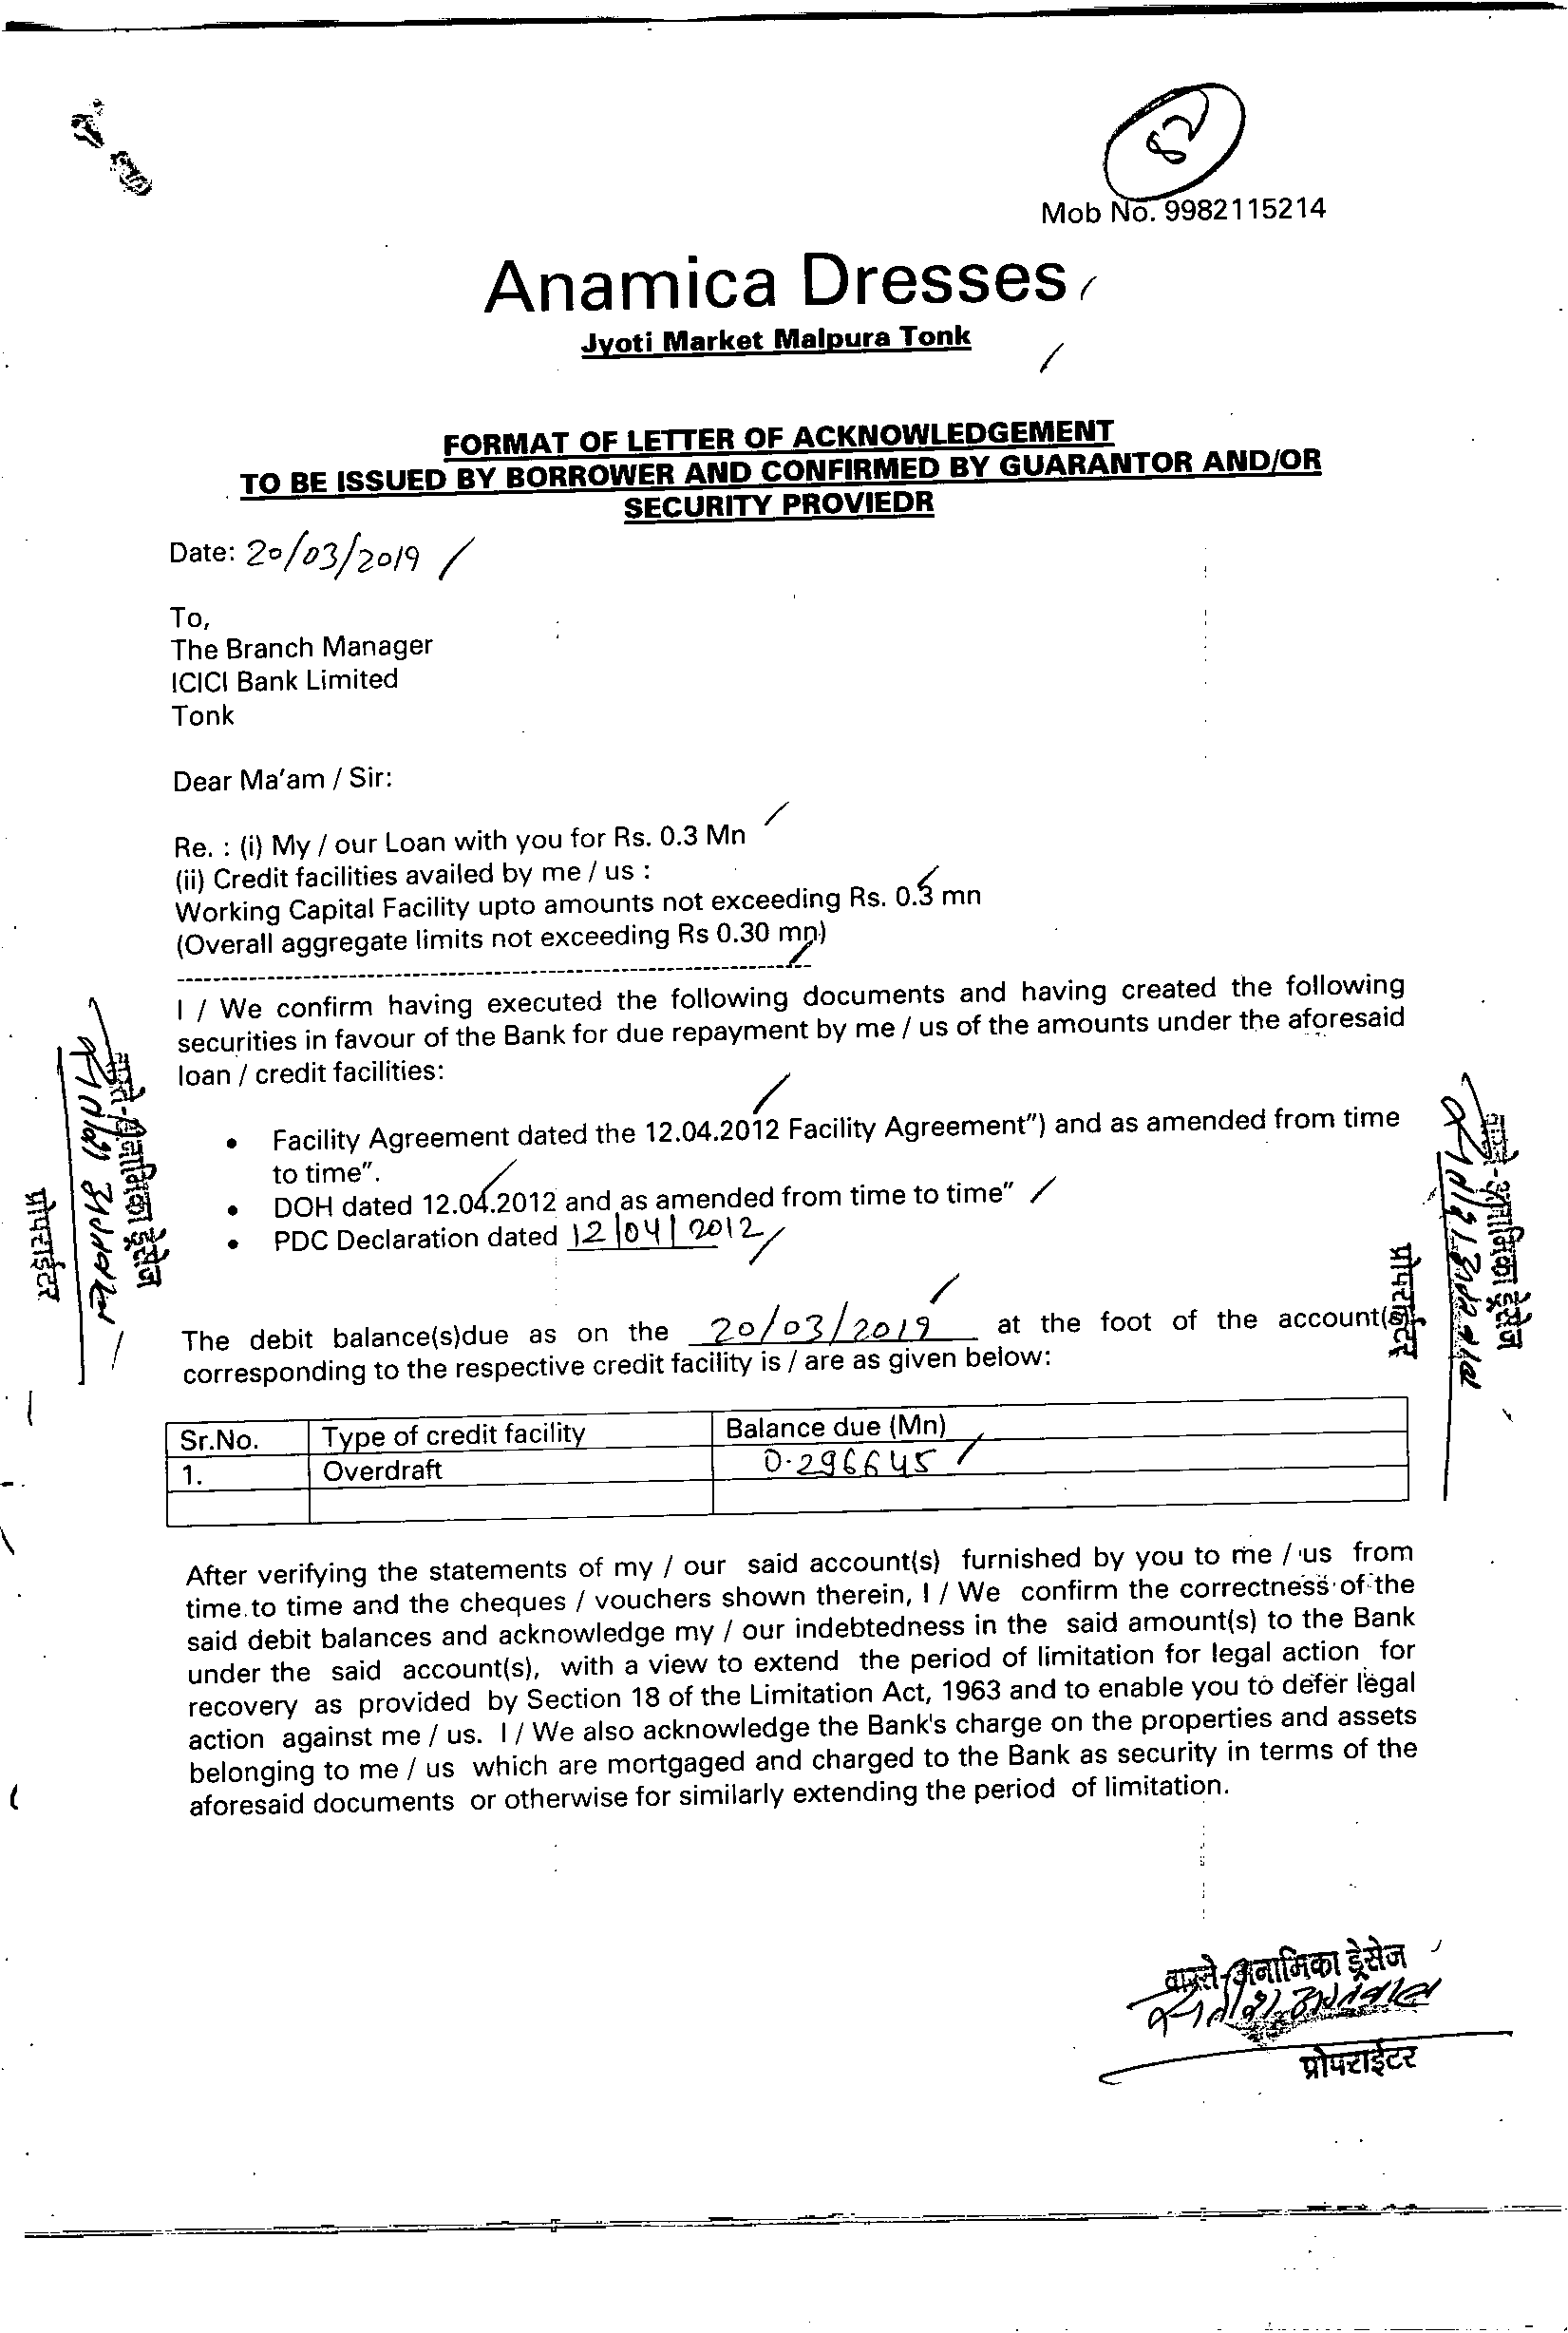 82
Mob No. 9982115214
Anamica Dresses
Jyoti Market Malpura Tonk
FORMAT OF LETTER OF ACKNOWLEDGEMENT
TO BE ISSUED BY BORROWER AND CONFIRMED BY GUARANTOR AND/OR
SECURITY PROVIEDR
Date: 20/03/2019
To,
The Branch Manager
ICICI Bank Limited
Tonk
Dear Ma'am / Sir:
Re. : (i) My / our Loan with you for Rs. 0.3 Mn
(ii) Credit facilities availed by me / us :
Working Capital Facility upto amounts not exceeding Rs. 0.3 mn
(Overall aggregate limits not exceeding Rs 0.30 mn)
I / We confirm having executed the following documents and having created the following
securities in favour of the Bank for due repayment by me / us of the amounts under the aforesaid
loan / credit facilities:
• Facility Agreement dated the 12.04.2012 Facility Agreement") and as amended from time
to time".
• DOH dated 12.04.2012 and as amended from time to time"
• PDC Declaration dated 12|04|2012
The debit balance(s)due as on the 20/03/2019 at the foot of the account(s)
corresponding to the respective credit facility is / are as given below:
Sr.No. Type of credit facility Balance due (Mn)
1. Overdraft 0.296645
After verifying the statements of my / our said account(s) furnished by you to me / us from
time to time and the cheques / vouchers shown therein, I / We confirm the correctness of the
said debit balances and acknowledge my / our indebtedness in the said amount(s) to the Bank
under the said account(s), with a view to extend the period of limitation for legal action for
recovery as provided by Section 18 of the Limitation Act, 1963 and to enable you to defer legal
action against me / us. I / We also acknowledge the Bank's charge on the properties and assets
belonging to me / us which are mortgaged and charged to the Bank as security in terms of the
aforesaid documents or otherwise for similarly extending the period of limitation.
वास्ते-अनामिका ड्रेसेज
प्रोपराईटर
वास्ते-अनामिका ड्रेसेज
प्रोपराईटर
वास्ते-अनामिका ड्रेसेज
प्रोपराईटर